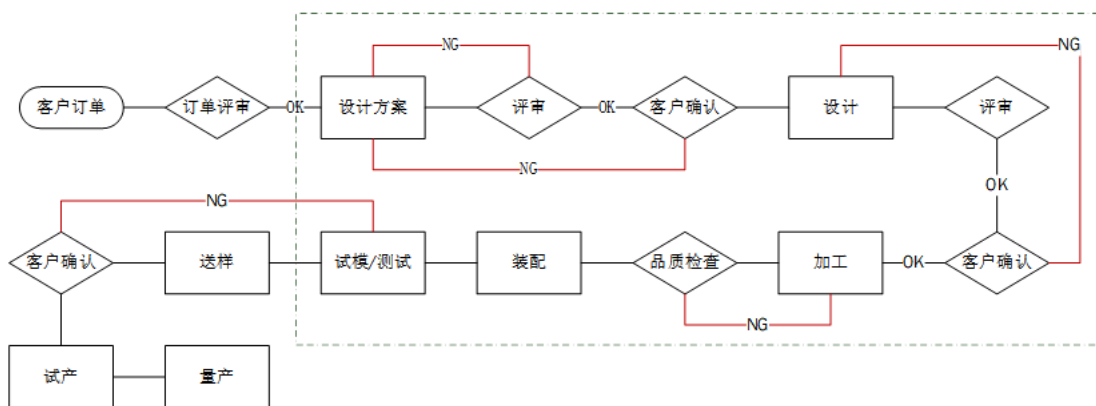 NG
NG
客户订单
订单评审
OK
设计方案
评审
OK
客户确认
设计
评审
NG
OK
NG
客户确认
送样
试模/测试
装配
品质检查
加工
OK
客户确认
NG
试产
量产